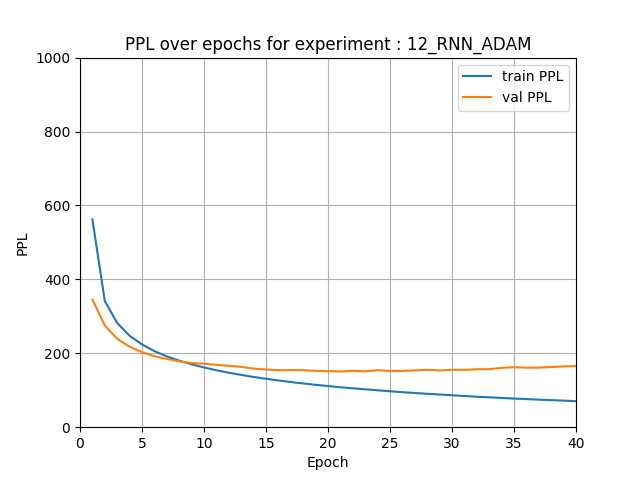 PPL over epochs for experiment : 12_RNN_ADAM
1000
800
600
400
200
0
PPL
train PPL
val PPL
0 5 10 15 20 25 30 35 40
Epoch